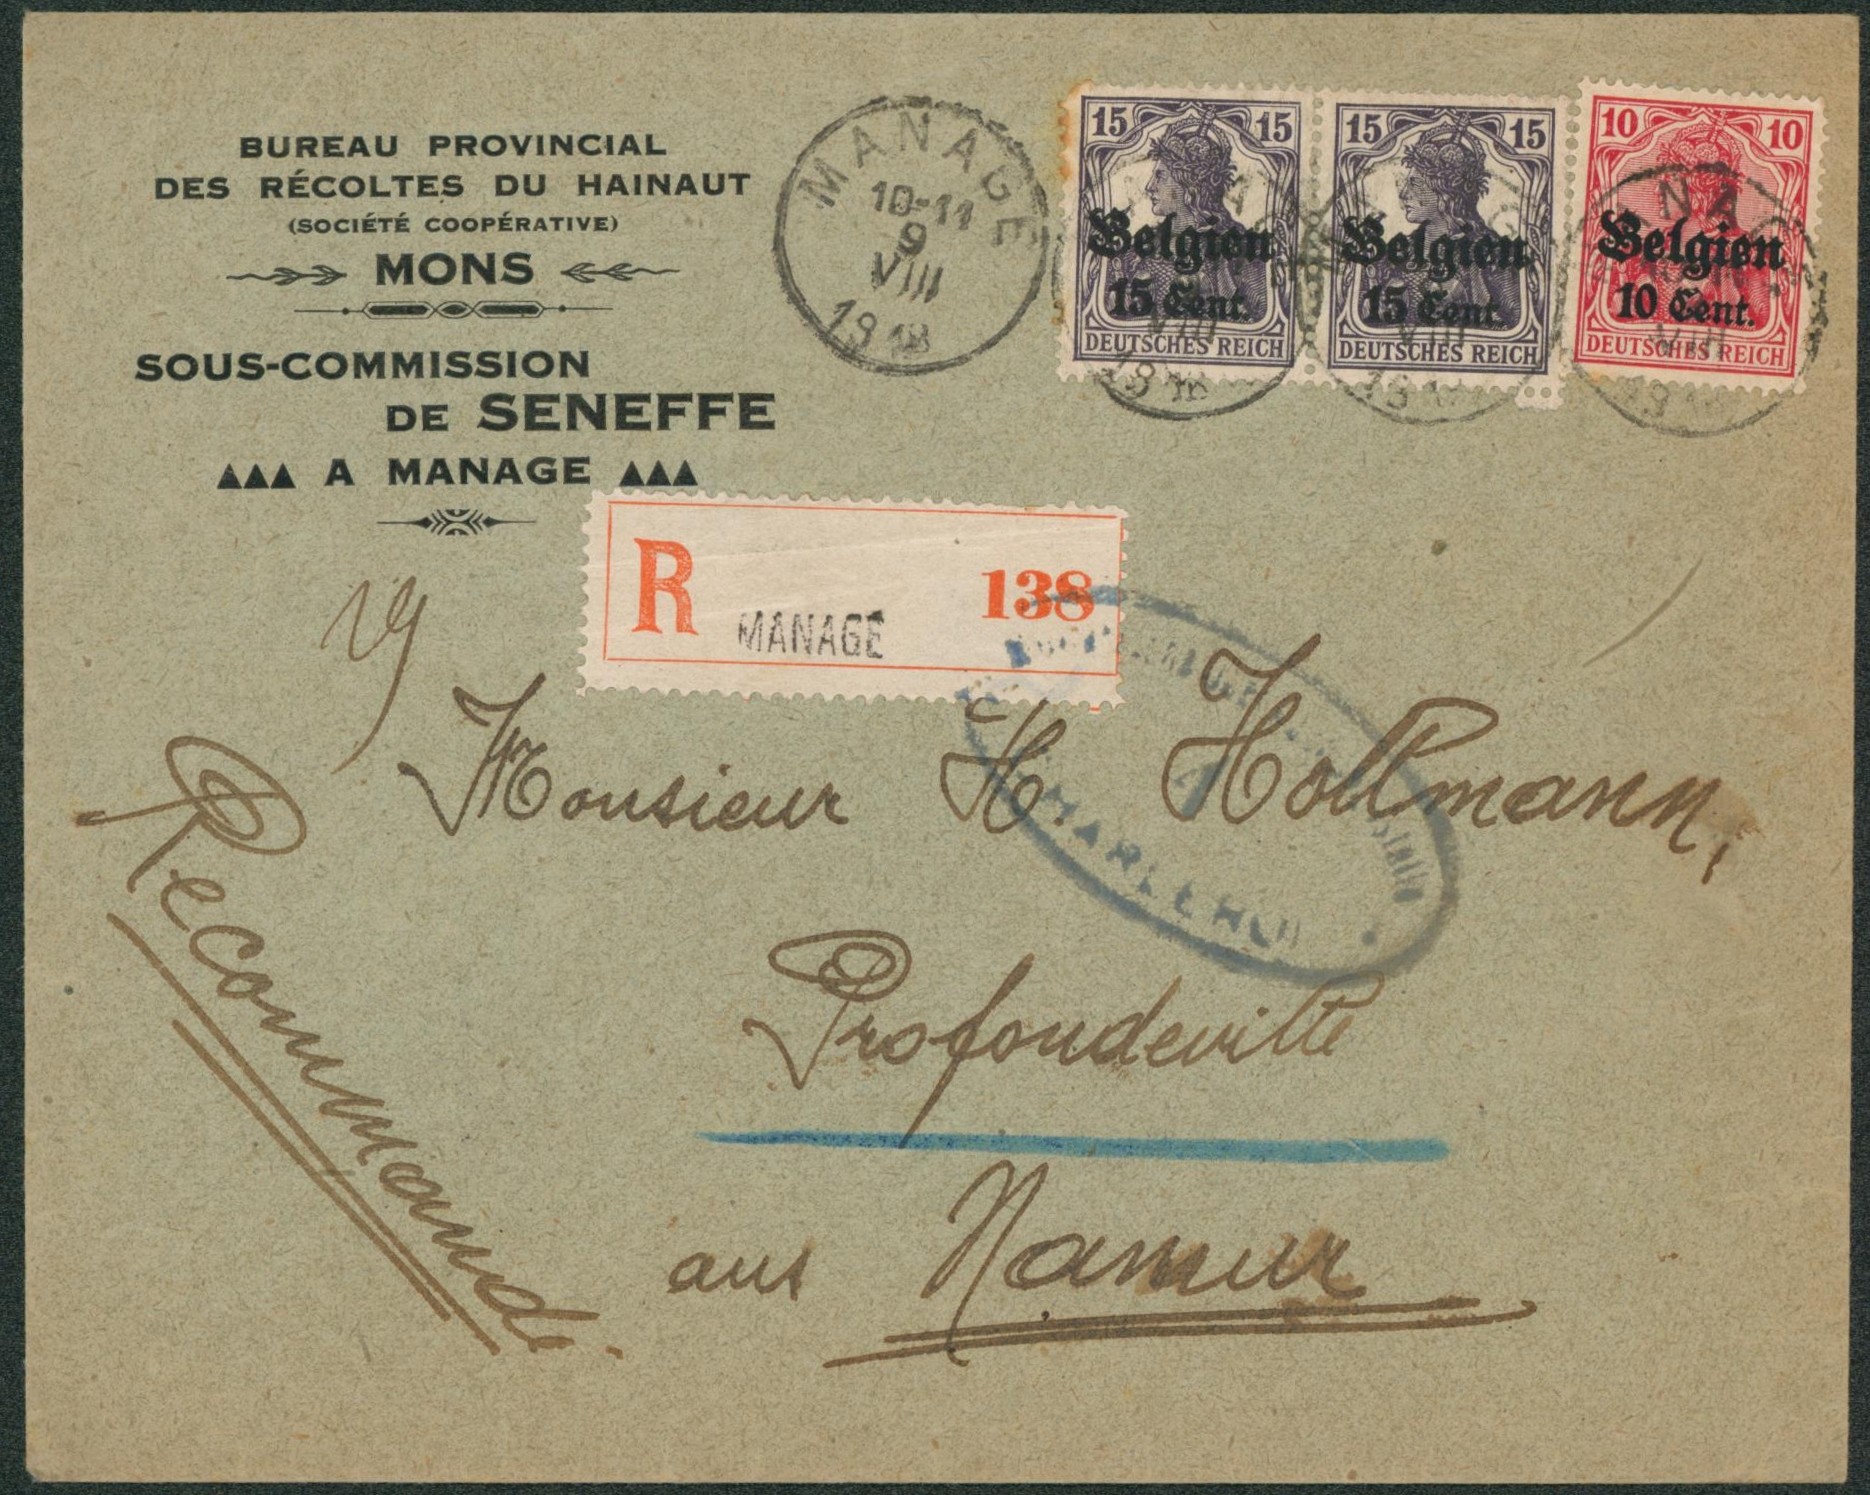 BUREAU PROVINCIAL
DES RÉCOLTES DU HAINAUT
(SOCIÉTÉ COOPÉRATIVE)
MONS
SOUS-COMMISSION
DE SENEFFE
A MANAGE
MANAGE
10-11
9
VIII
1918
15 15
Belgien
15 Cent.
DEUTSCHES REICH
15 15
Belgien
15 Cent.
DEUTSCHES REICH
10 10
Belgien
10 Cent.
DEUTSCHES REICH
R MANAGE 138
Monsieur H Hollmann,
Profondeville
aus Namur
Recommandé